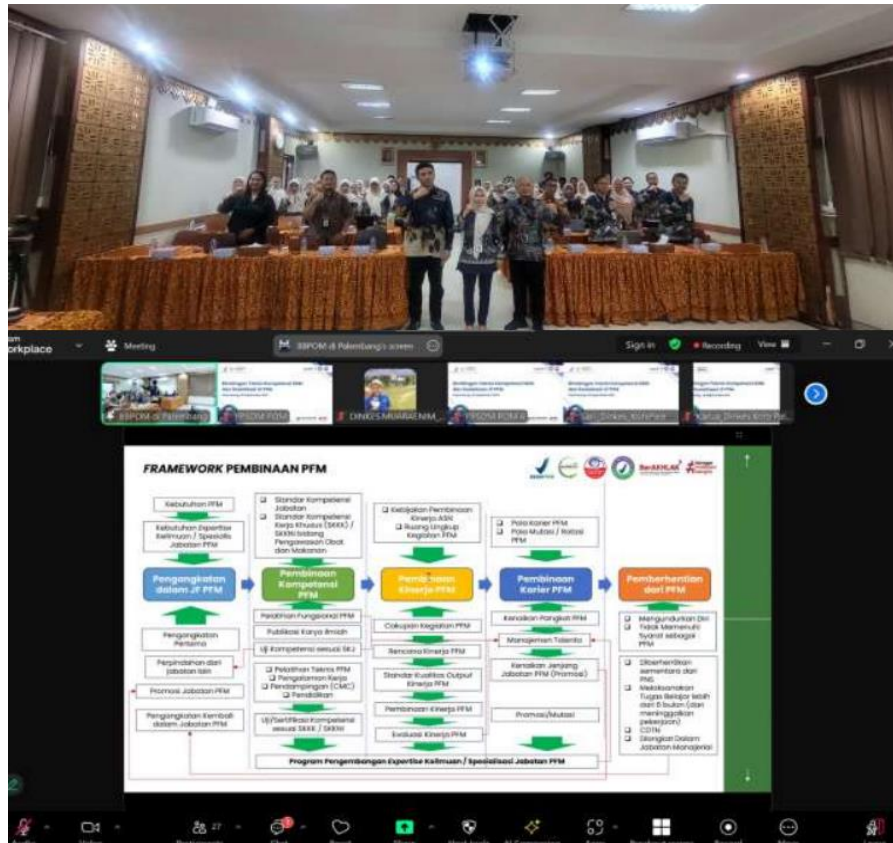 orkplace
Meeting
BBPOM di Palembang's screen
Sign in
Recording
View
BBPOM di Palembang
DINKES MUARAENIM_
FRAMEWORK PEMBINAAN PFM
BerAKHLAK
Kebutuhan PFM
Kebutuhan Expertise
Keilmuan / Spesialis
Jabatan PFM
Pengangkatan
dalam JF PFM
Pengangkatan
Pertama
Perpindahan dari
jabatan lain
Promosi Jabatan PFM
Pengangkatan Kembali
dalam Jabatan PFM
Standar Kompetensi
Jabatan
Standar Kompetensi
Kerja Khusus (SKKK) /
SKKNI bidang
Pengawasan Obat
dan Makanan
Pembinaan
Kompetensi
PFM
Pelatihan Fungsional PFM
Publikasi Karya Ilmiah
Uji Kompetensi sesuai SKJ
Pelatihan Teknis PFM
Pengalaman Kerja
Pendampingan (CMC)
Pendidikan
Uji/Sertifikasi Kompetensi
sesuai SKKK / SKKNI
Kebijakan Pembinaan
Kinerja ASN
Ruang Lingkup
Kegiatan PFM
Pembinaan
Kinerja PFM
Cakupan Kegiatan PFM
Rencana Kinerja PFM
Standar Kualitas Output
Kinerja PFM
Pembinaan Kinerja PFM
Evaluasi Kinerja PFM
Pola Karier PFM
Pola Mutasi / Rotasi
PFM
Pembinaan
Karier PFM
Kenaikan Pangkat PFM
Manajemen Talenta
Kenaikan Jenjang
Jabatan PFM (Promosi)
Promosi/Mutasi
Pemberhentian
dari PFM
Mengundurkan Diri
Tidak Memenuhi
Syarat sebagai
PFM
Diberhentikan
sementara dari
PNS
Melaksanakan
Tugas Belajar lebih
dari 6 bulan (dan
meninggalkan
pekerjaan)
CDTN
Ditugaskan Dalam
Jabatan Manajerial
Program Pengembangan Expertise Keilmuan / Spesialisasi Jabatan PFM
27